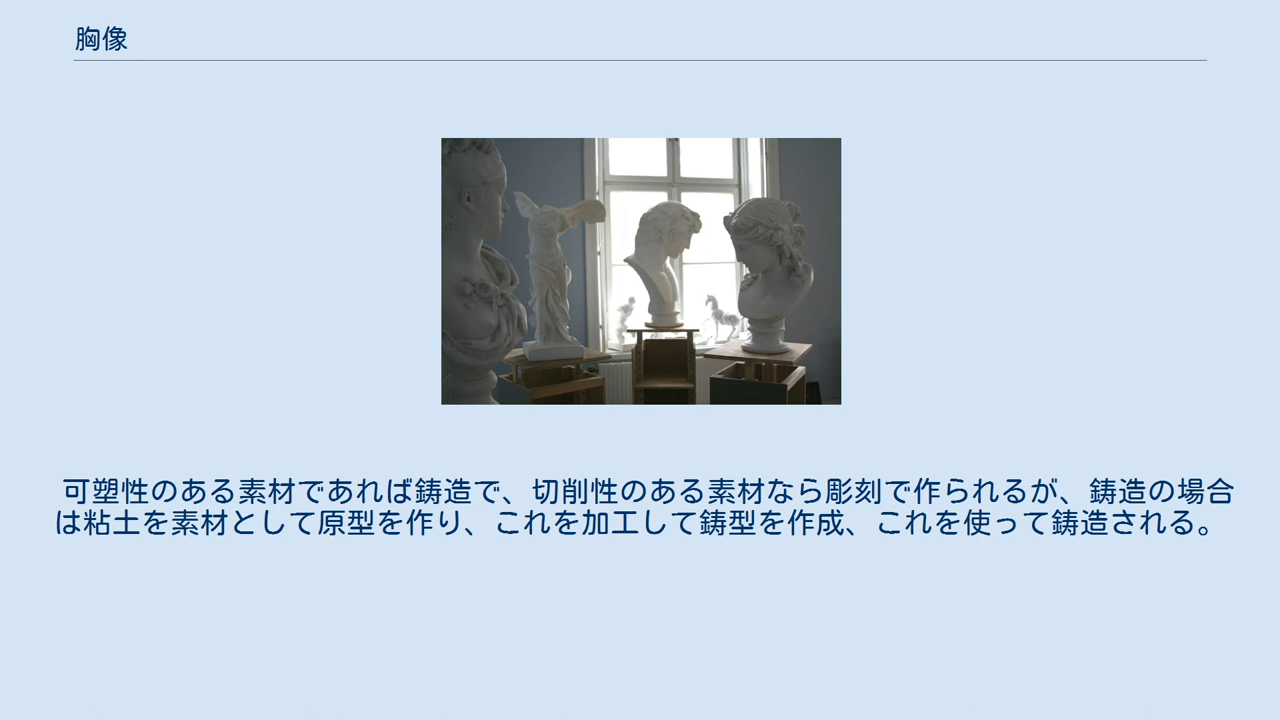 胸像
可塑性のある素材であれば鋳造で、切削性のある素材なら彫刻で作られるが、鋳造の場合
は粘土を素材として原型を作り、これを加工して鋳型を作成、これを使って鋳造される。